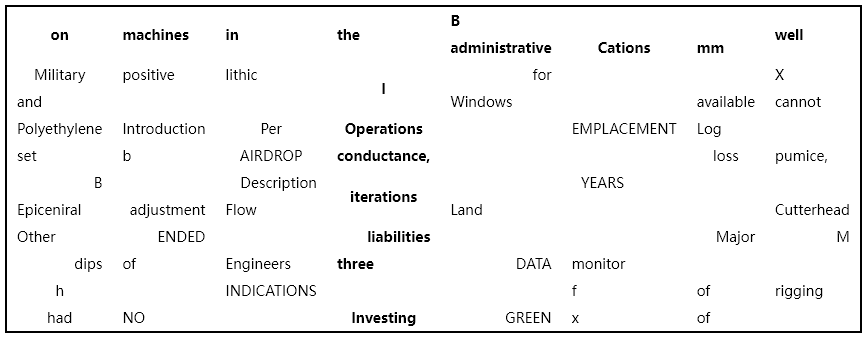 on machines in the B administrative Cations mm well
Military positive lithic I for X
and Windows available cannot
Polyethylene Introduction Per Operations EMPLACEMENT Log
set b AIRDROP conductance, loss pumice,
B Description iterations YEARS
Epiceniral adjustment Flow Land Cutterhead
Other ENDED liabilities Major M
dips of Engineers three DATA monitor
h INDICATIONS f of rigging
had NO Investing GREEN x of